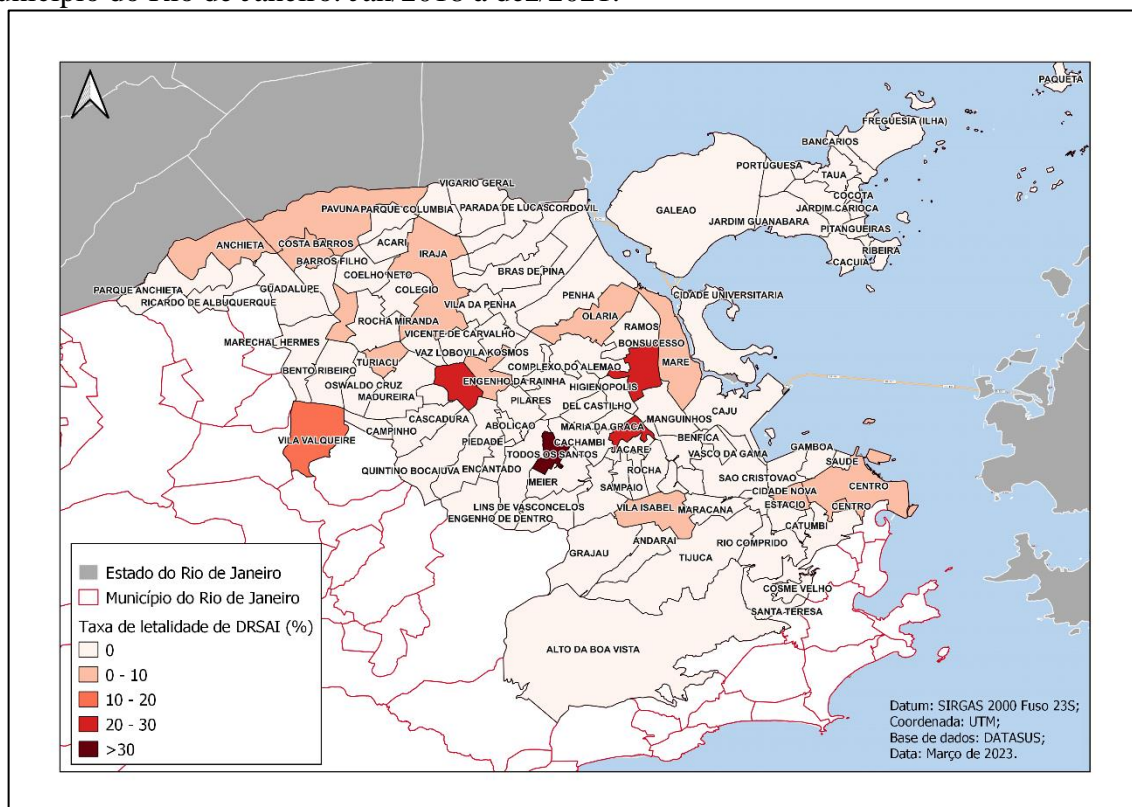 unicípio do Rio de Janeiro. Jan/2018 a dez/2021.
PAQUETA
FREGUESIA (ILHA)
BANCARIOS
PORTUGUESA
TAUA
COCOTA
GALEAO
JARDIM CARIOCA
JARDIM GUANABARA
PITANGUEIRAS
RIBEIRA
CACUIA
VIGARIO GERAL
PAVUNA
PARQUE COLUMBIA
PARADA DE LUCAS
CORDOVIL
ANCHIETA
COSTA BARROS
ACARI
IRAJA
BARROS FILHO
COELHO NETO
BRAS DE PINA
PARQUE ANCHIETA
GUADALUPE
COLEGIO
RICARDO DE ALBUQUERQUE
VILA DA PENHA
PENHA
CIDADE UNIVERSITARIA
OLARIA
ROCHA MIRANDA
RAMOS
MARECHAL HERMES
VICENTE DE CARVALHO
BONSUCESSO
VAZ LOBO
VILA KOSMOS
TURIACU
COMPLEXO DO ALEMAO
MARE
BENTO RIBEIRO
ENGENHO DA RAINHA
OSWALDO CRUZ
HIGIENOPOLIS
MADUREIRA
PILARES
DEL CASTILHO
CAJU
CASCADURA
MANGUINHOS
CAMPINHO
ABOLICAO
MARIA DA GRACA
VILA VALQUEIRE
PIEDADE
CACHAMBI
BENFICA
GAMBOA
TODOS OS SANTOS
JACARE
VASCO DA GAMA
SAUDE
QUINTINO BOCAIUVA
ENCANTADO
ROCHA
MEIER
SAO CRISTOVAO
SAMPAIO
CIDADE NOVA
CENTRO
LINS DE VASCONCELOS
VILA ISABEL
MARACANA
ESTACIO
CENTRO
ENGENHO DE DENTRO
CATUMBI
ANDARAI
RIO COMPRIDO
GRAJAU
TIJUCA
COSME VELHO
SANTA TERESA
ALTO DA BOA VISTA
Estado do Rio de Janeiro
Município do Rio de Janeiro
Taxa de letalidade de DRSAI (%)
0
0 - 10
10 - 20
20 - 30
>30
Datum: SIRGAS 2000 Fuso 23S;
Coordenada: UTM;
Base de dados: DATASUS;
Data: Março de 2023.